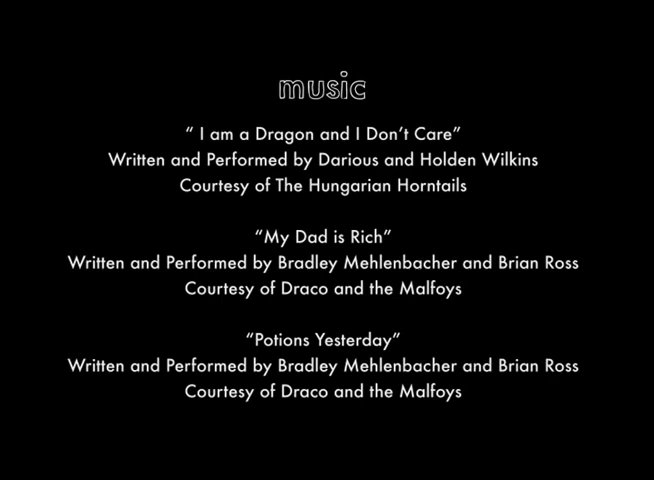 music
“ I am a Dragon and I Don’t Care”
Written and Performed by Darious and Holden Wilkins
Courtesy of The Hungarian Horntails
“My Dad is Rich”
Written and Performed by Bradley Mehlenbacher and Brian Ross
Courtesy of Draco and the Malfoys
“Potions Yesterday”
Written and Performed by Bradley Mehlenbacher and Brian Ross
Courtesy of Draco and the Malfoys